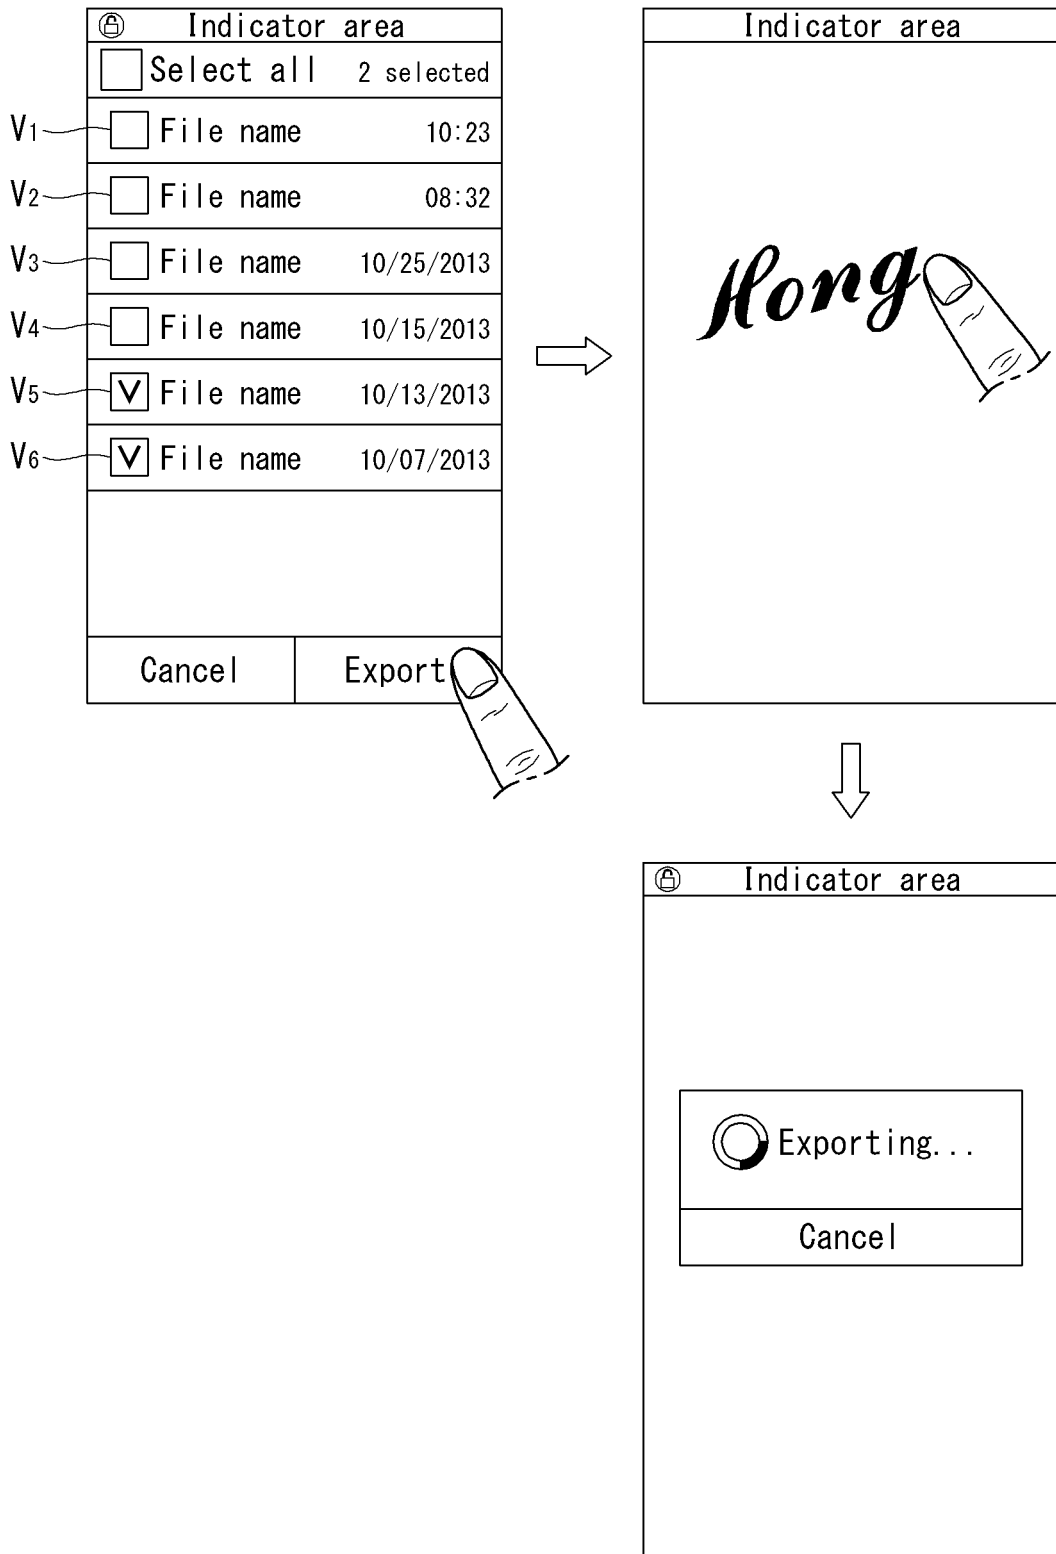 Indicator area
Select all 2 selected
V1 File name 10:23
V2 File name 08:32
V3 File name 10/25/2013
V4 File name 10/15/2013
V5 V File name 10/13/2013
V6 V File name 10/07/2013
Cancel Export
Indicator area
Hong
Indicator area
Exporting...
Cancel